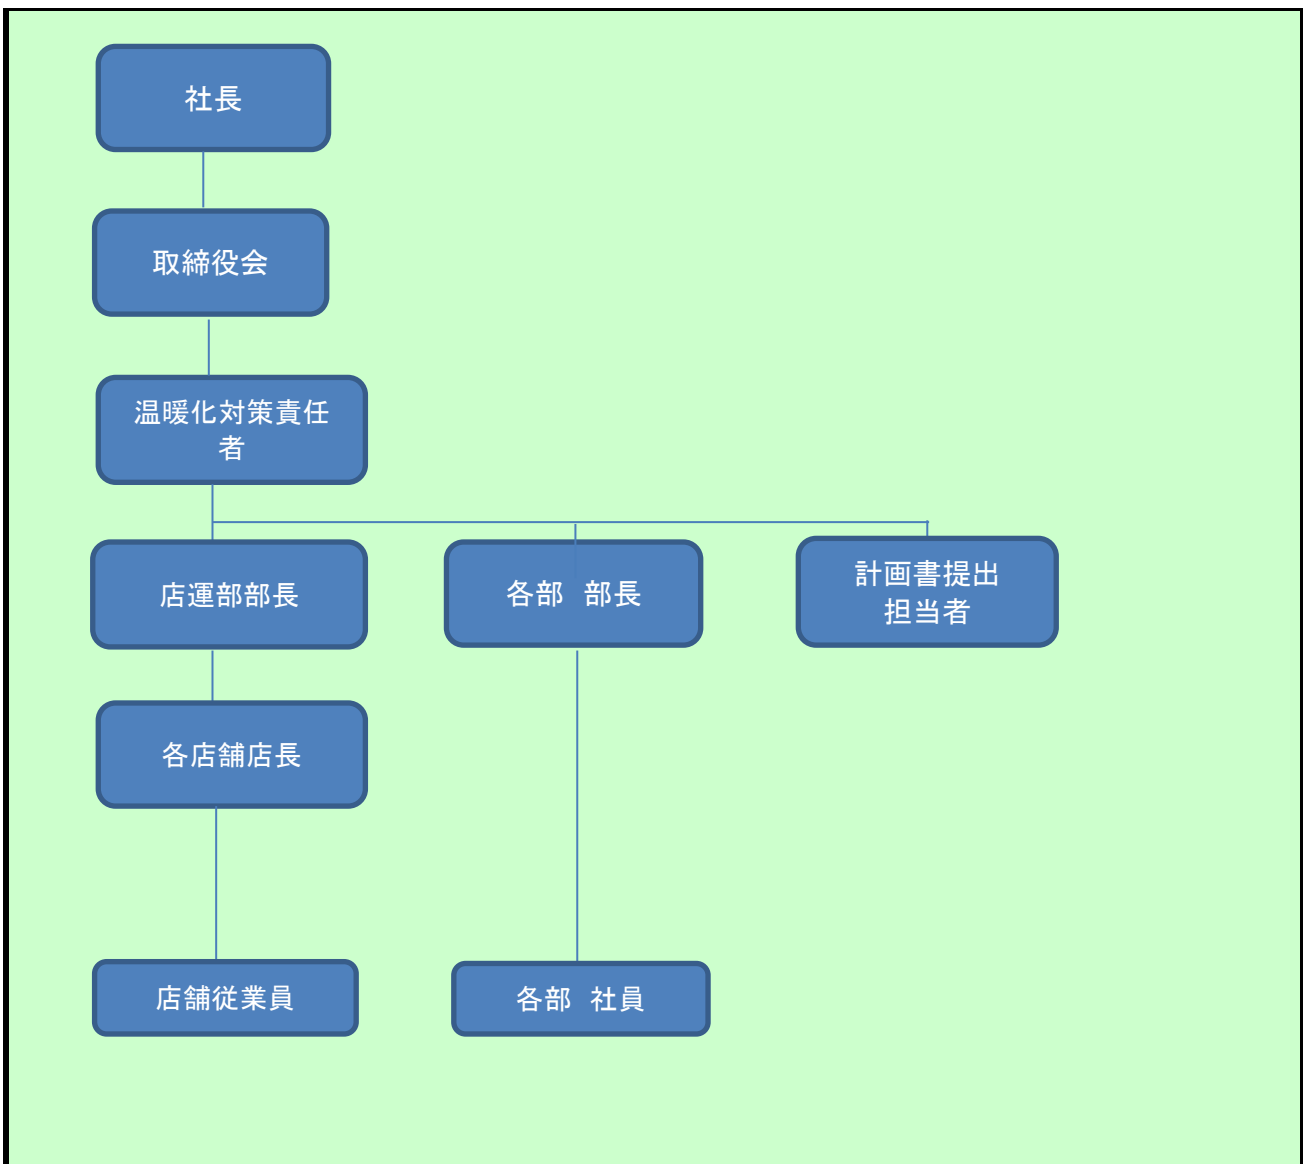 社長
取締役会
温暖化対策責任
者
店運部部長
各部 部長
計画書提出
担当者
各店舗店長
店舗従業員
各部 社員